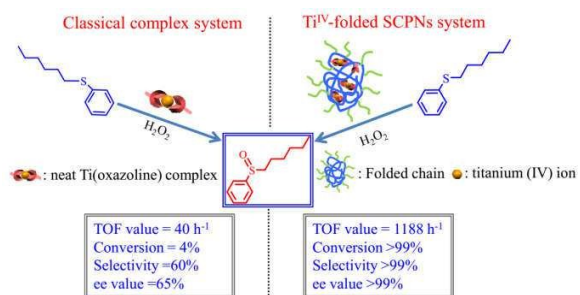 Classical complex system
Ti^IV-folded SCPNs system
S
S
H₂O₂
H₂O₂
O
S
: neat Ti(oxazoline) complex
: Folded chain
: titanium (IV) ion
TOF value = 40 h⁻¹
Conversion = 4%
Selectivity =60%
ee value =65%
TOF value = 1188 h⁻¹
Conversion >99%
Selectivity >99%
ee value >99%